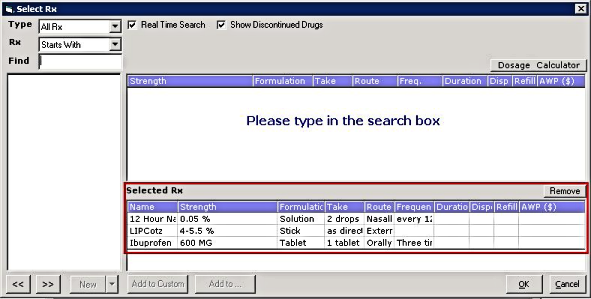 Select Rx
Type All Rx Real Time Search Show Discontinued Drugs
Rx Starts With
Find
Dosage Calculator
Strength Formulation Take Route Freq. Duration Disp Refill AWP ($)
Please type in the search box
Selected Rx Remove
Name Strength Formulatic Take Route Frequen Duratio Disp Refill AWP ($)
12 Hour Na 0.05 % Solution 2 drops Nasall every 12
LIPCotz 4-5.5 % Stick as direct Extern
Ibuprofen 600 MG Tablet 1 tablet Orally Three tir
<< >> New Add to Custom Add to ... OK Cancel